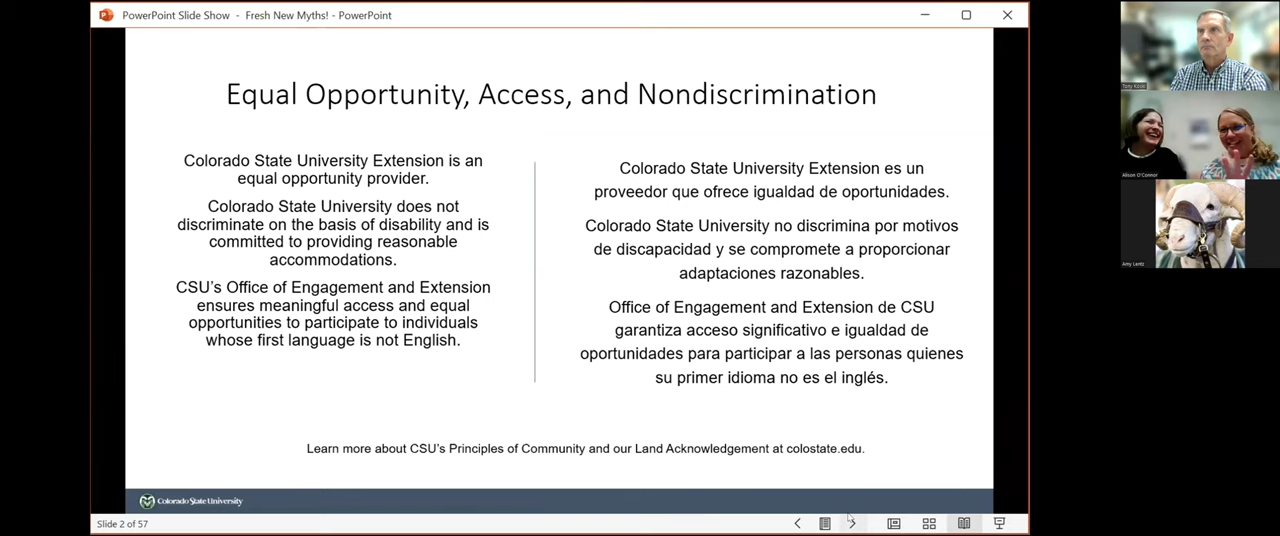 PowerPoint Slide Show - Fresh New Myths! - PowerPoint
Equal Opportunity, Access, and Nondiscrimination
Colorado State University Extension is an
equal opportunity provider.
Colorado State University does not
discriminate on the basis of disability and is
committed to providing reasonable
accommodations.
CSU's Office of Engagement and Extension
ensures meaningful access and equal
opportunities to participate to individuals
whose first language is not English.
Colorado State University Extension es un
proveedor que ofrece igualdad de oportunidades.
Colorado State University no discrimina por motivos
de discapacidad y se compromete a proporcionar
adaptaciones razonables.
Office of Engagement and Extension de CSU
garantiza acceso significativo e igualdad de
oportunidades para participar a las personas quienes
su primer idioma no es el inglés.
Learn more about CSU's Principles of Community and our Land Acknowledgement at colostate.edu.
Colorado State University
Slide 2 of 57
Tony Koski
Alison O'Connor
Amy Lentz